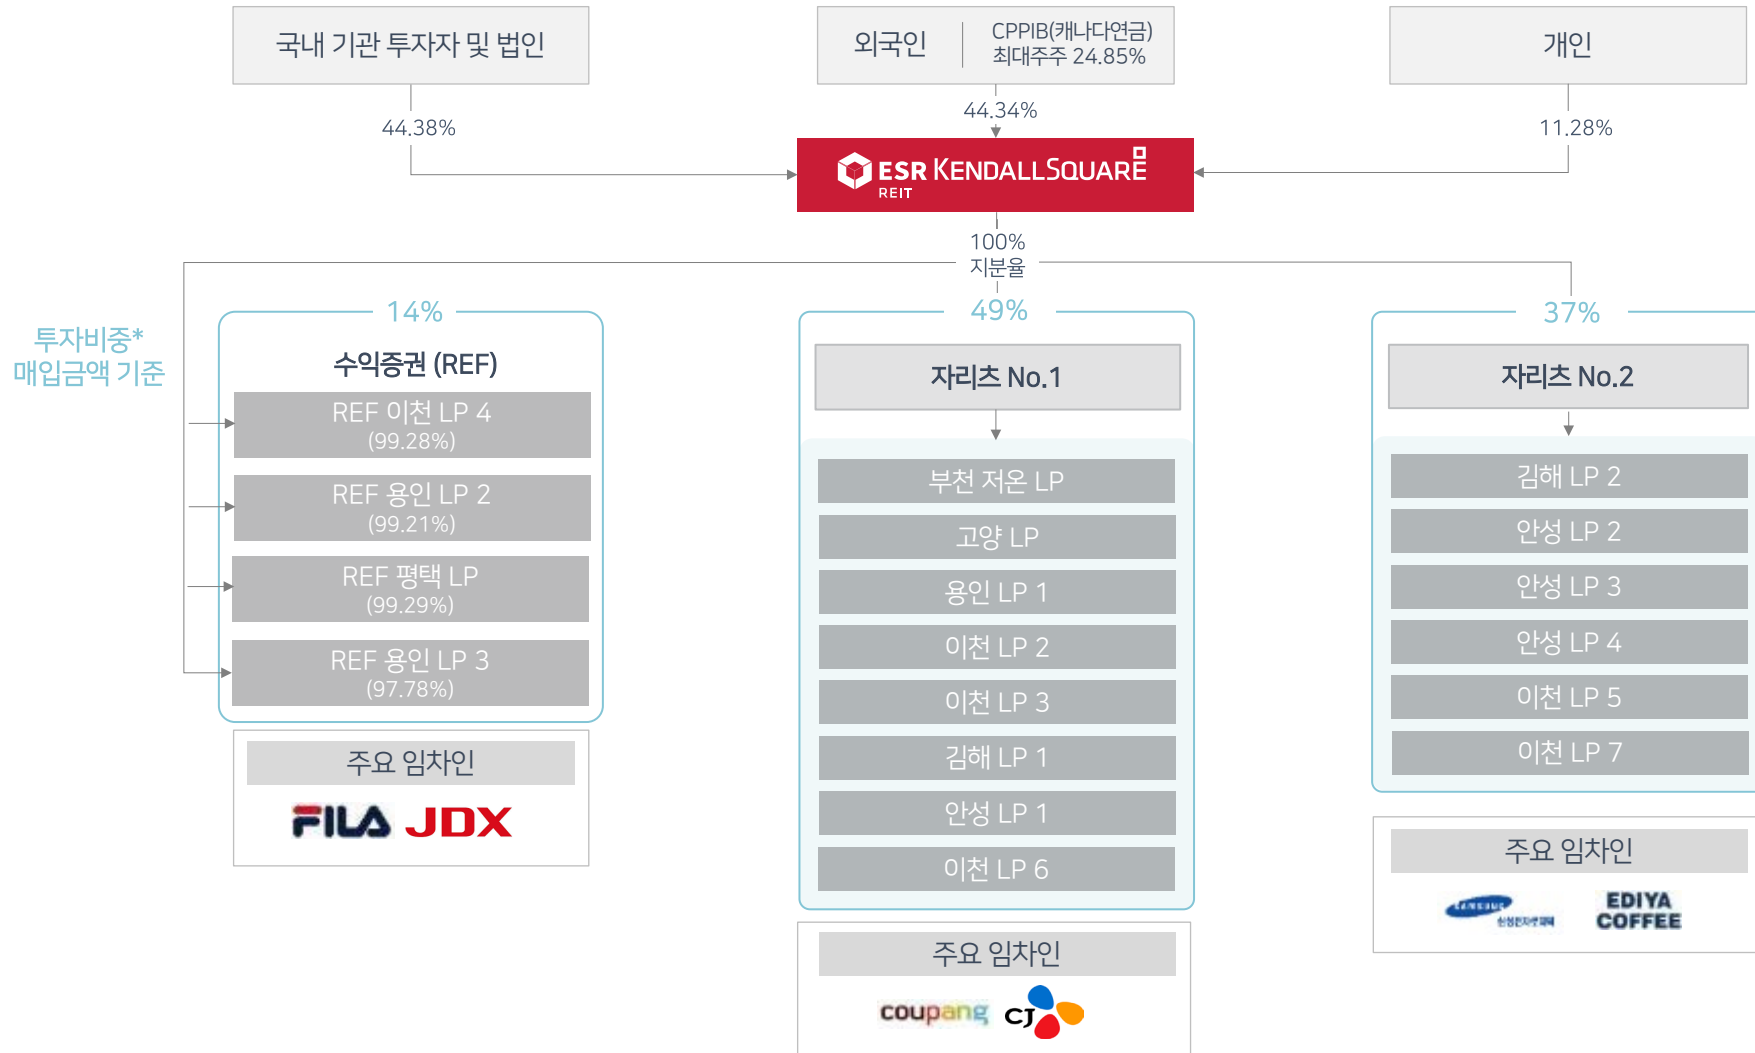 국내 기관 투자자 및 법인
외국인
CPPIB(캐나다연금)
최대주주 24.85%
개인
44.38%
44.34%
11.28%
ESR KENDALLSQUARE
REIT
100%
지분율
투자비중*
매입금액 기준
14%
수익증권 (REF)
REF 이천 LP 4
(99.28%)
REF 용인 LP 2
(99.21%)
REF 평택 LP
(99.29%)
REF 용인 LP 3
(97.78%)
주요 임차인
FILA JDX
49%
자리츠 No.1
부천 저온 LP
고양 LP
용인 LP 1
이천 LP 2
이천 LP 3
김해 LP 1
안성 LP 1
이천 LP 6
주요 임차인
coupang CJ
37%
자리츠 No.2
김해 LP 2
안성 LP 2
안성 LP 3
안성 LP 4
이천 LP 5
이천 LP 7
주요 임차인
SAMSUNG
삼성전자로지텍
EDIYA
COFFEE